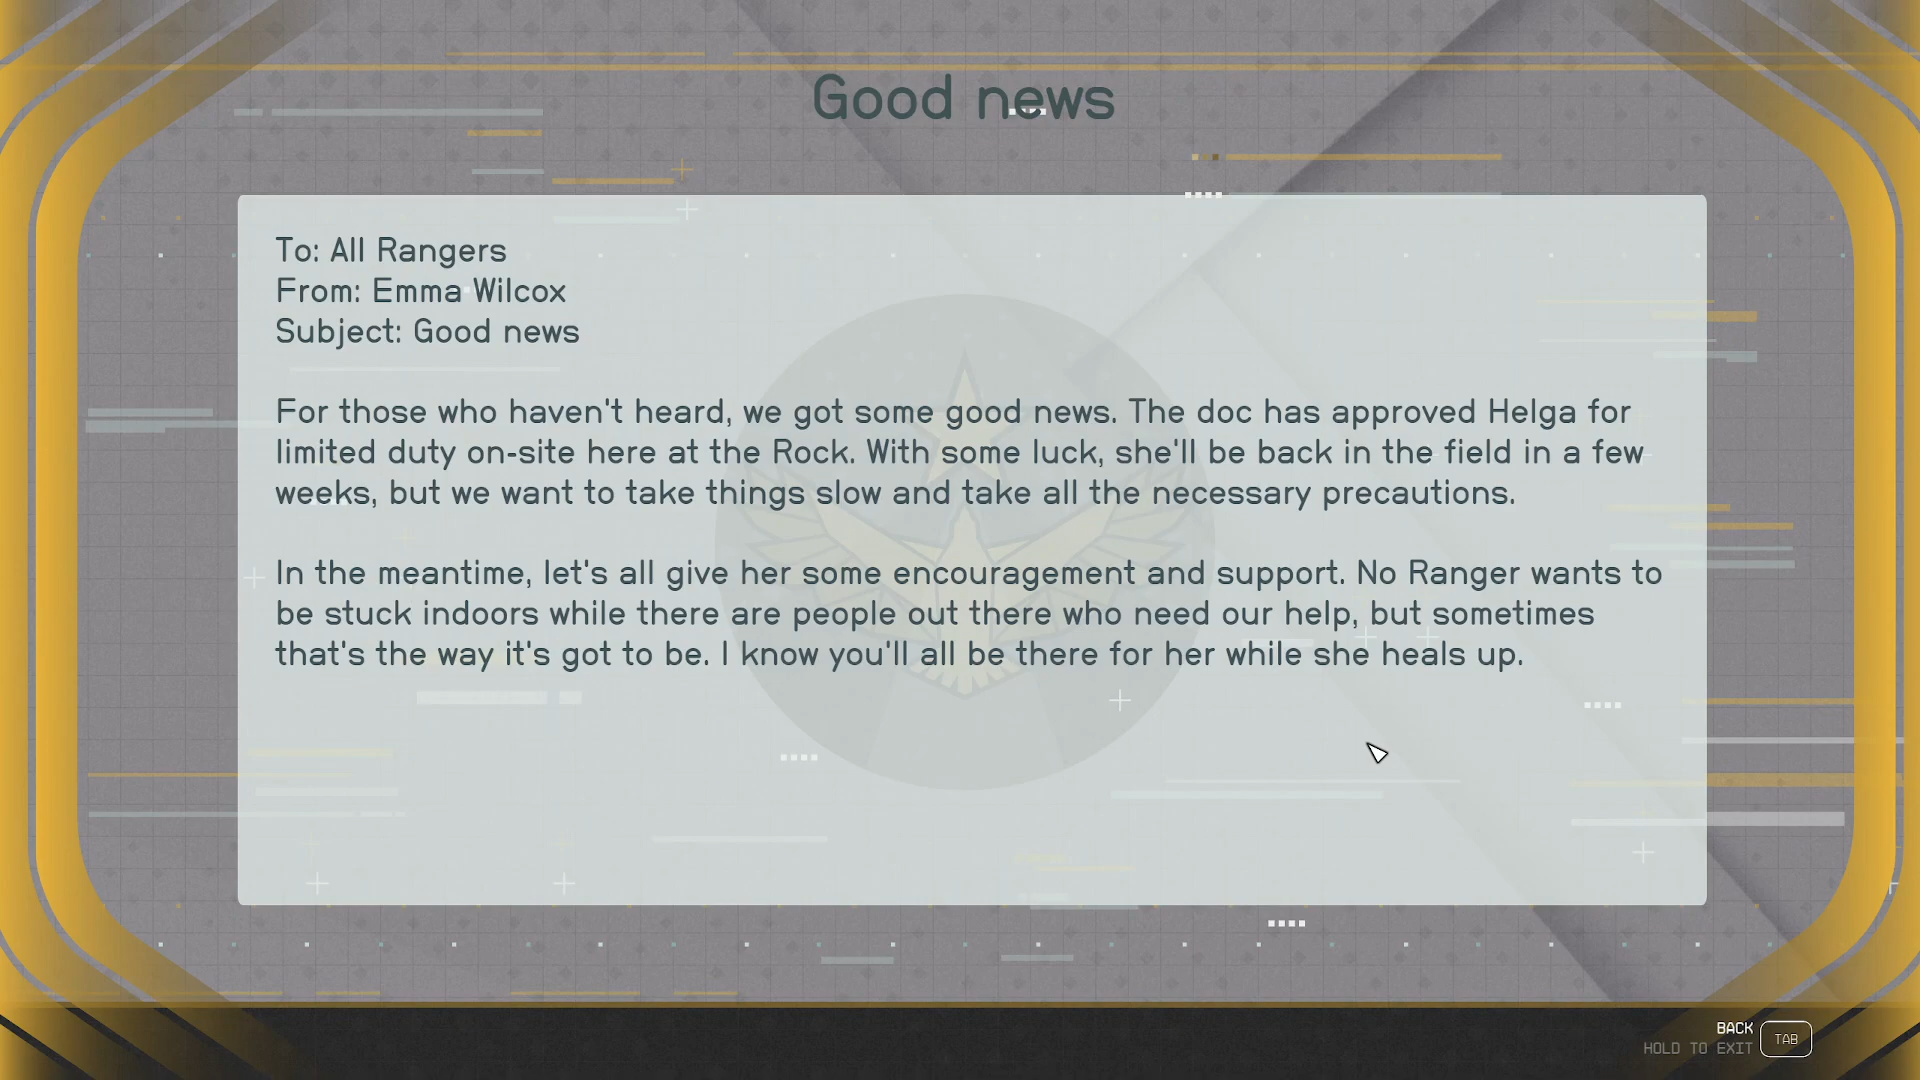 Good news
To: All Rangers
From: Emma Wilcox
Subject: Good news
For those who haven't heard, we got some good news. The doc has approved Helga for
limited duty on-site here at the Rock. With some luck, she'll be back in the field in a few
weeks, but we want to take things slow and take all the necessary precautions.
In the meantime, let's all give her some encouragement and support. No Ranger wants to
be stuck indoors while there are people out there who need our help, but sometimes
that's the way it's got to be. I know you'll all be there for her while she heals up.
BACK
HOLD TO EXIT
TAB